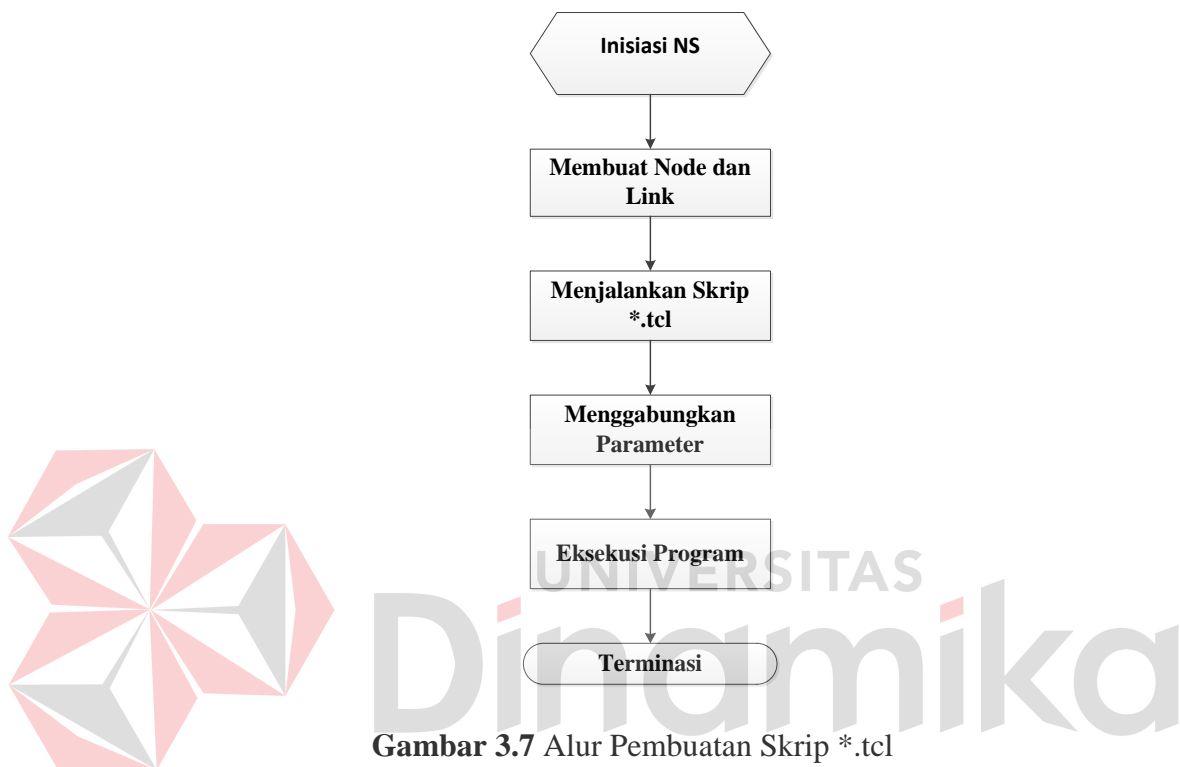 Inisiasi NS
Membuat Node dan
Link
Menjalankan Skrip
*.tcl
Menggabungkan
Parameter
Eksekusi Program
UNIVERSITAS
Dinamika
Terminasi
Gambar 3.7 Alur Pembuatan Skrip *.tcl